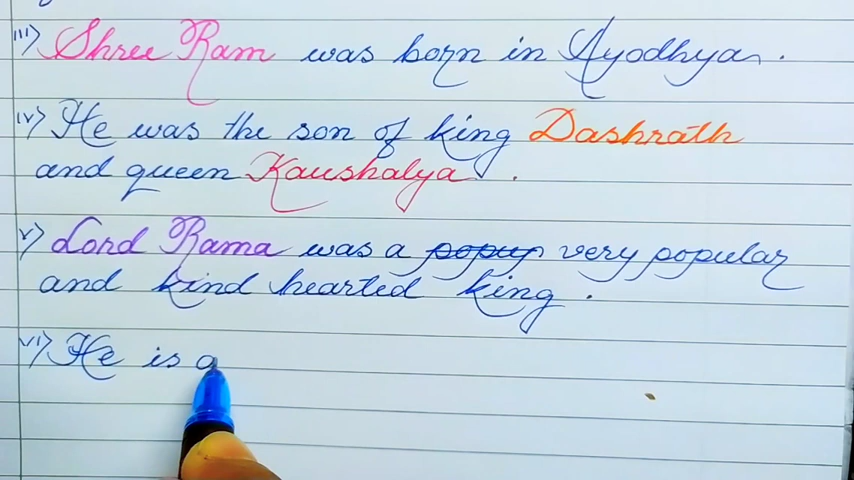 iii) Shree Ram was born in Ayodhya.
iv) He was the son of king Dashrath
and queen Kaushalya.
v) Lord Rama was a popup very popular
and kind hearted king.
vi) He is a